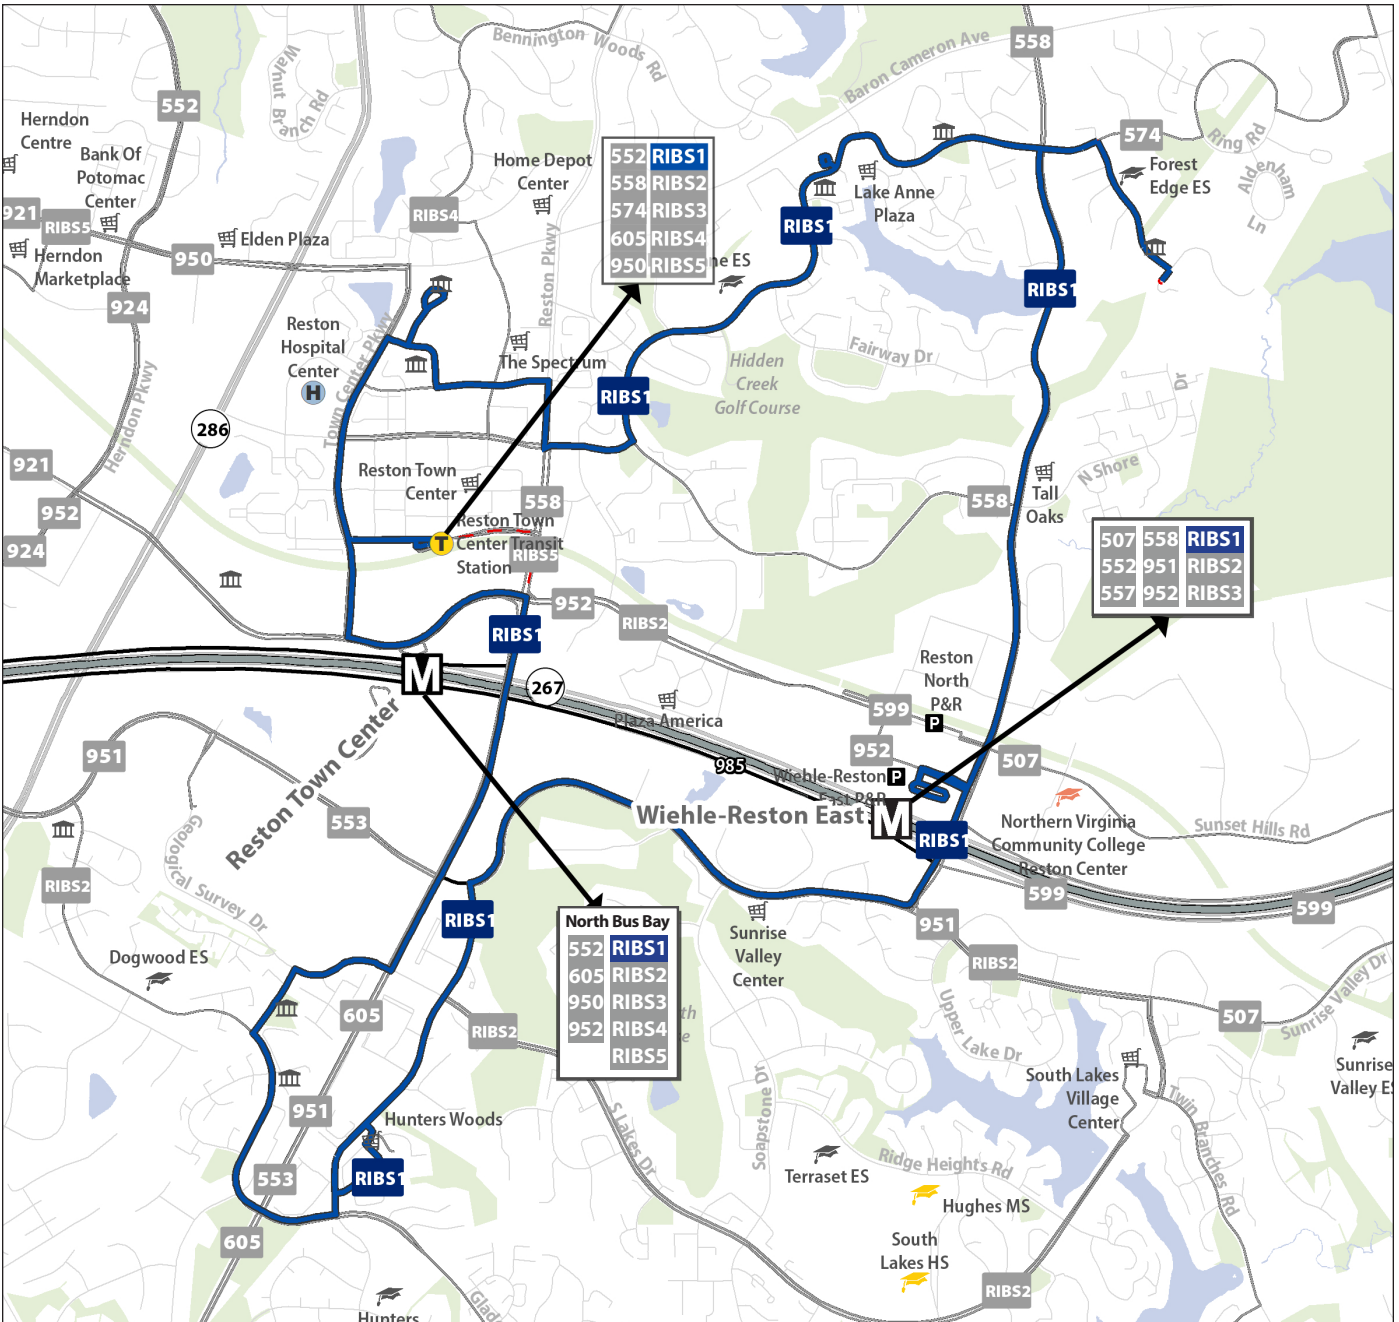 Bennington Woods Rd
558
Baron Cameron Ave
Walnut Branch Rd
552
Herndon
Centre
Bank Of
Potomac
Center
574
Ring Rd
Aldenham
Ln
Forest
Edge ES
Home Depot
Center
552 RIBS1
558 RIBS2
574 RIBS3
605 RIBS4
950 RIBS5
Lake Anne
Plaza
921
RIBS5
RIBS4
RIBS1
Elden Plaza
950
Herndon
Marketplace
ne ES
RIBS1
924
Reston Pkwy
Reston
Hospital
Center
H
The Spectrum
Town Center Pkwy
Fairway Dr
Hidden
Creek
Golf Course
Dr
RIBS1
Herndon Pkwy
286
921
Reston Town
Center
N Shore
Tall
Oaks
558
558
952
924
Reston Town
Center Transit
Station
T
RIBS5
507 558 RIBS1
552 951 RIBS2
557 952 RIBS3
952
RIBS2
RIBS1
Reston
North
P&R
P
M
267
Plaza America
599
952
507
985
Wiehle-Reston
East P&R
P
Reston Town Center
951
553
Wiehle-Reston East
M
RIBS1
Northern Virginia
Community College
Reston Center
Sunset Hills Rd
Geological Survey Dr
RIBS2
599
599
RIBS1
North Bus Bay
552 RIBS1
605 RIBS2
950 RIBS3
952 RIBS4
RIBS5
951
Sunrise
Valley
Center
RIBS2
Dogwood ES
Sunrise Valley Dr
605
RIBS2
th
e
Upper Lake Dr
507
Sunrise
Valley ES
South Lakes
Village
Center
951
Hunters Woods
S Lakes Dr
Soapstone Dr
Twin Branches Rd
553
RIBS1
Terraset ES
Ridge Heights Rd
Hughes MS
605
South
Lakes HS
RIBS2
Hunters
Glad